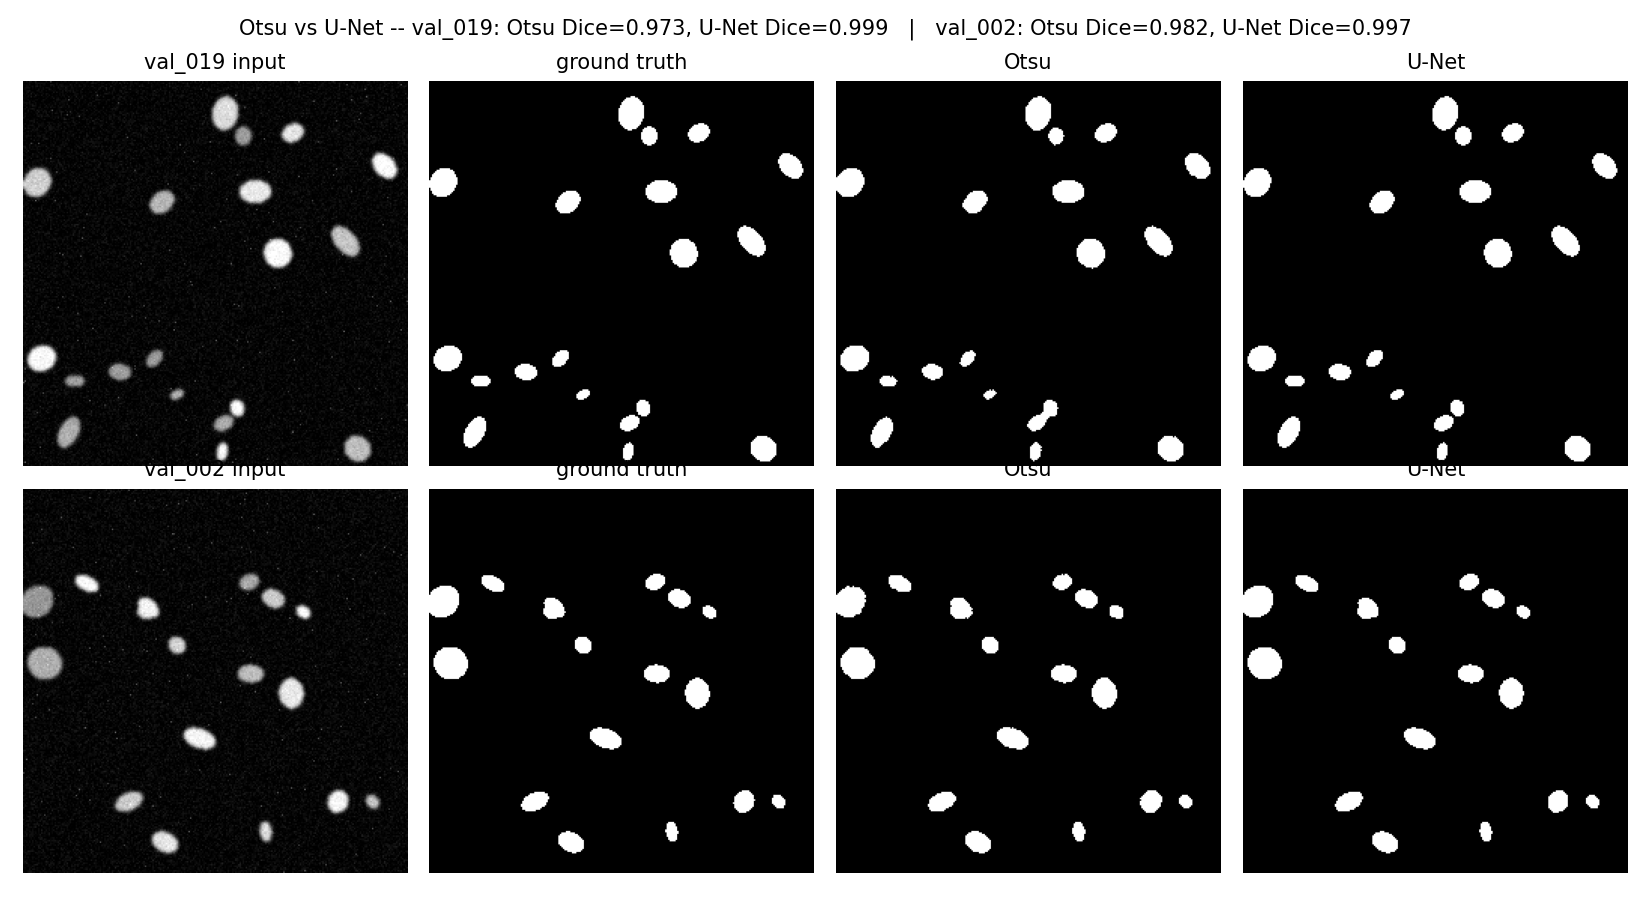 Otsu vs U-Net -- val_019: Otsu Dice=0.973, U-Net Dice=0.999   |   val_002: Otsu Dice=0.982, U-Net Dice=0.997
val_019 input
ground truth
Otsu
U-Net
val_002 input
ground truth
Otsu
U-Net